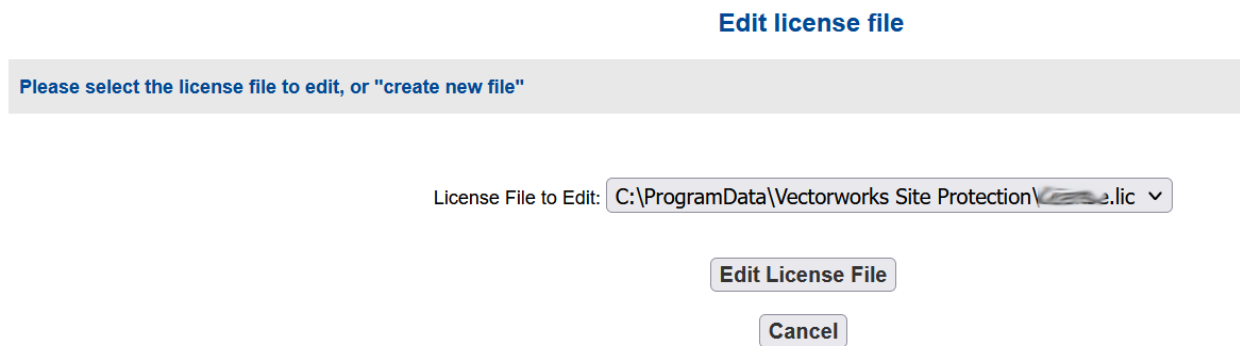 Edit license file
Please select the license file to edit, or "create new file"
License File to Edit: C:\ProgramData\Vectorworks Site Protection\.lic
Edit License File
Cancel